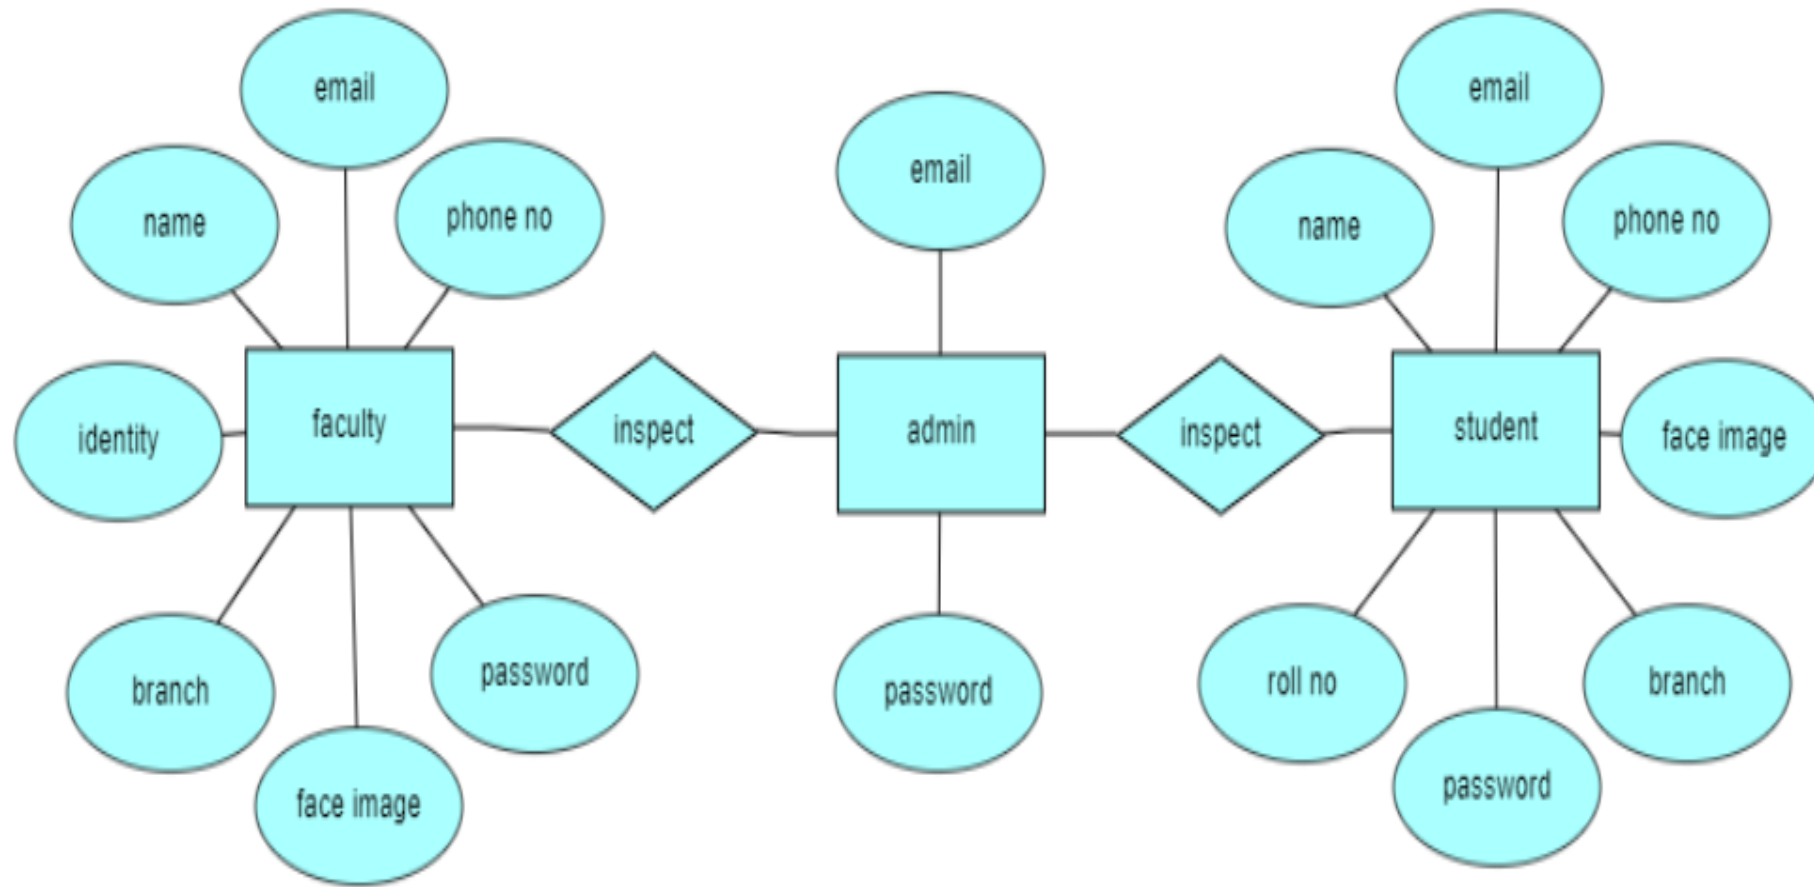 email
email
email
name
phone no
name
phone no
identity
faculty
inspect
admin
inspect
student
face image
branch
password
password
roll no
branch
face image
password